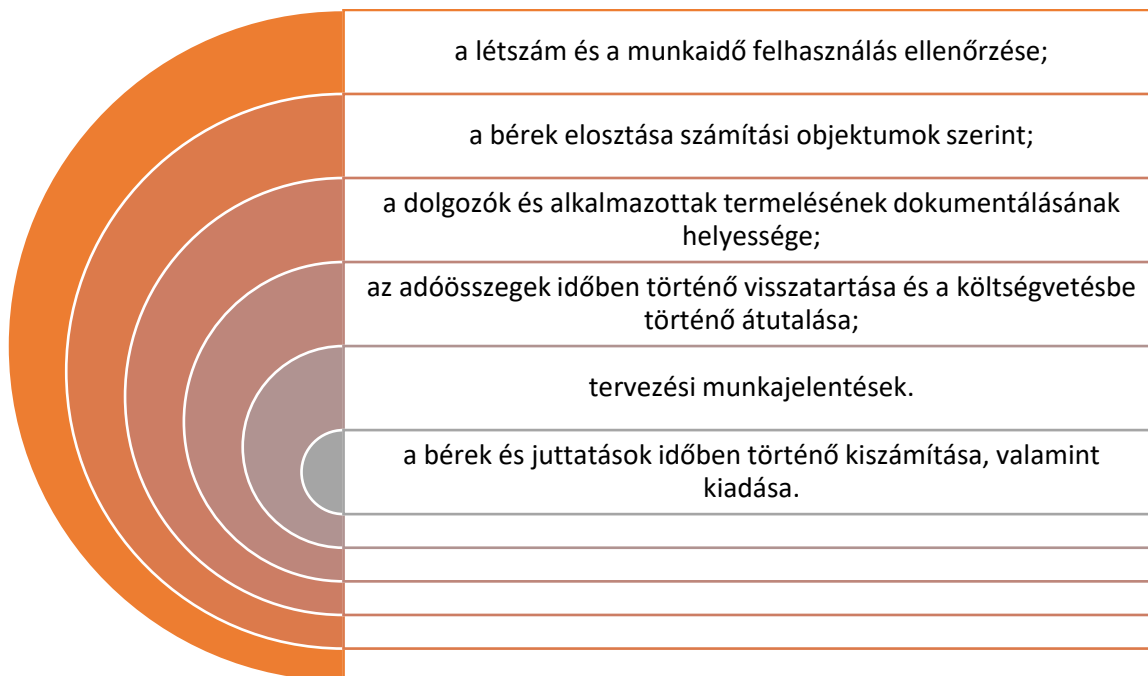 a létszám és a munkaidő felhasználás ellenőrzése;
a bérek elosztása számítási objektumok szerint;
a dolgozók és alkalmazottak termelésének dokumentálásának
helyessége;
az adóösszegek időben történő visszatartása és a költségvetésbe
történő átutalása;
tervezési munkajelentések.
a bérek és juttatások időben történő kiszámítása, valamint
kiadása.